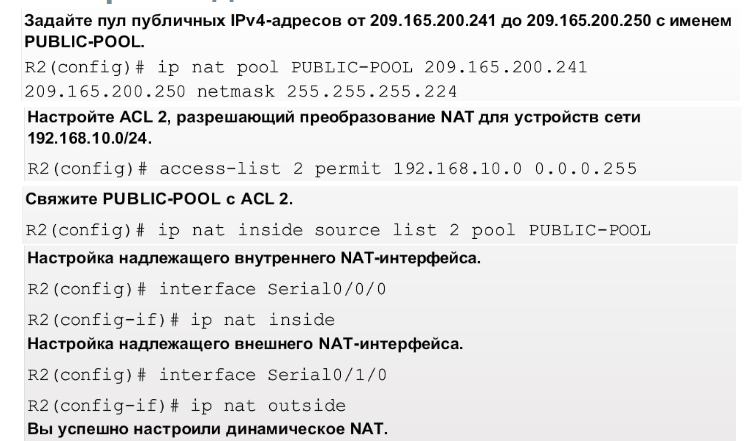 Задайте пул публичных IPv4-адресов от 209.165.200.241 до 209.165.200.250 с именем
PUBLIC-POOL.
R2(config)# ip nat pool PUBLIC-POOL 209.165.200.241
209.165.200.250 netmask 255.255.255.224
Настройте ACL 2, разрешающий преобразование NAT для устройств сети
192.168.10.0/24.
R2(config)# access-list 2 permit 192.168.10.0 0.0.0.255
Свяжите PUBLIC-POOL с ACL 2.
R2(config)# ip nat inside source list 2 pool PUBLIC-POOL
Настройка надлежащего внутреннего NAT-интерфейса.
R2(config)# interface Serial0/0/0
R2(config-if)# ip nat inside
Настройка надлежащего внешнего NAT-интерфейса.
R2(config)# interface Serial0/1/0
R2(config-if)# ip nat outside
Вы успешно настроили динамическое NAT.